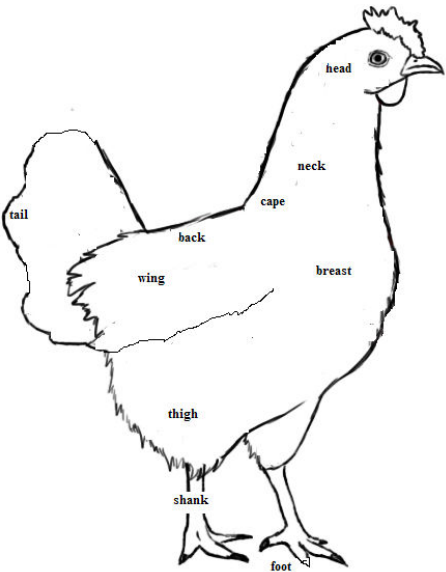 head
neck
cape
tail
back
wing
breast
thigh
shank
foot